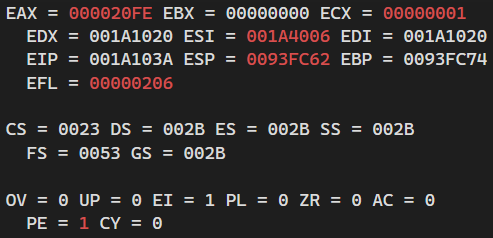 EAX = 000020FE EBX = 00000000 ECX = 00000001
EDX = 001A1020 ESI = 001A4006 EDI = 001A1020
EIP = 001A103A ESP = 0093FC62 EBP = 0093FC74
EFL = 00000206
CS = 0023 DS = 002B ES = 002B SS = 002B
FS = 0053 GS = 002B
OV = 0 UP = 0 EI = 1 PL = 0 ZR = 0 AC = 0
PE = 1 CY = 0